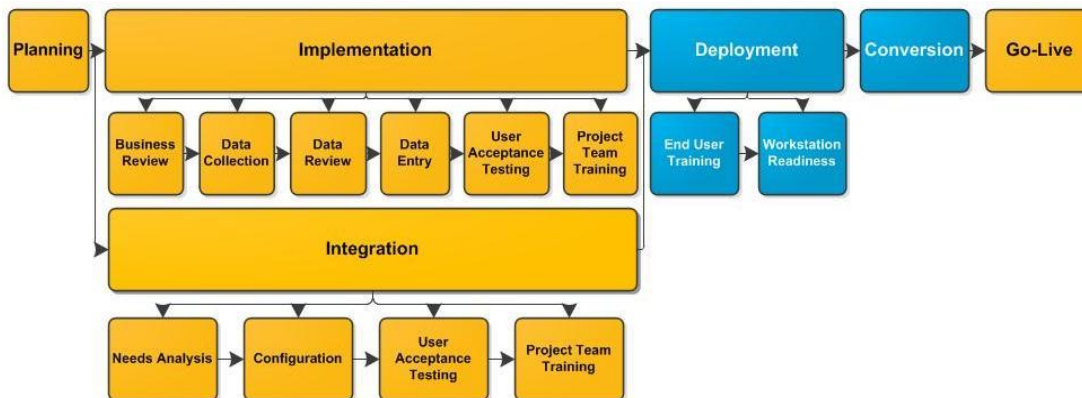 Planning
Implementation
Deployment
Conversion
Go-Live
Business
Review
Data
Collection
Data
Review
Data
Entry
User
Acceptance
Testing
Project
Team
Training
End User
Training
Workstation
Readiness
Integration
Needs Analysis
Configuration
User
Acceptance
Testing
Project Team
Training